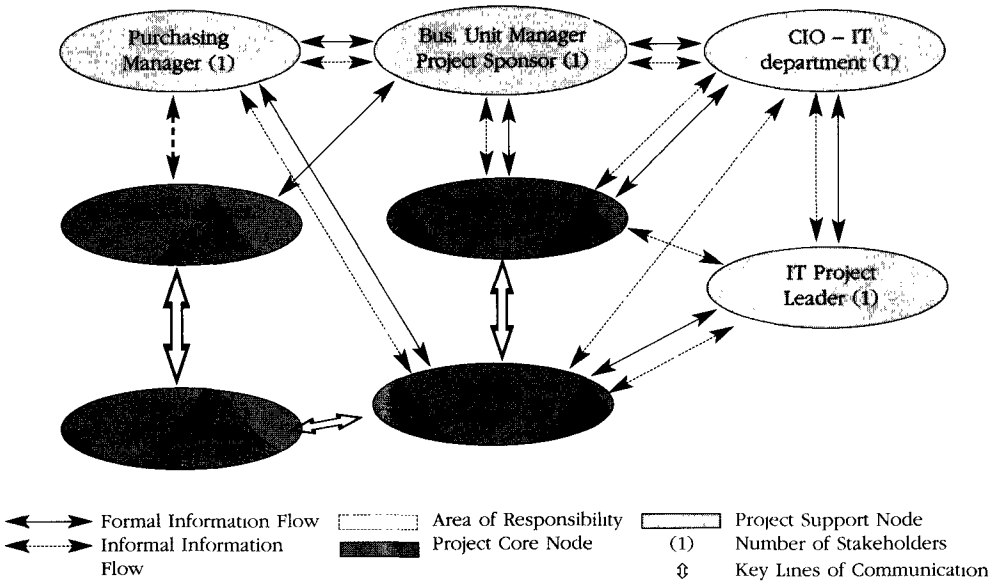 Purchasing
Manager (1)
Bus. Unit Manager
Project Sponsor (1)
CIO – IT
department (1)
IT Project
Leader (1)
Formal Information Flow
Informal Information
Flow
Area of Responsibility
Project Core Node
Project Support Node
(1) Number of Stakeholders
⇕ Key Lines of Communication